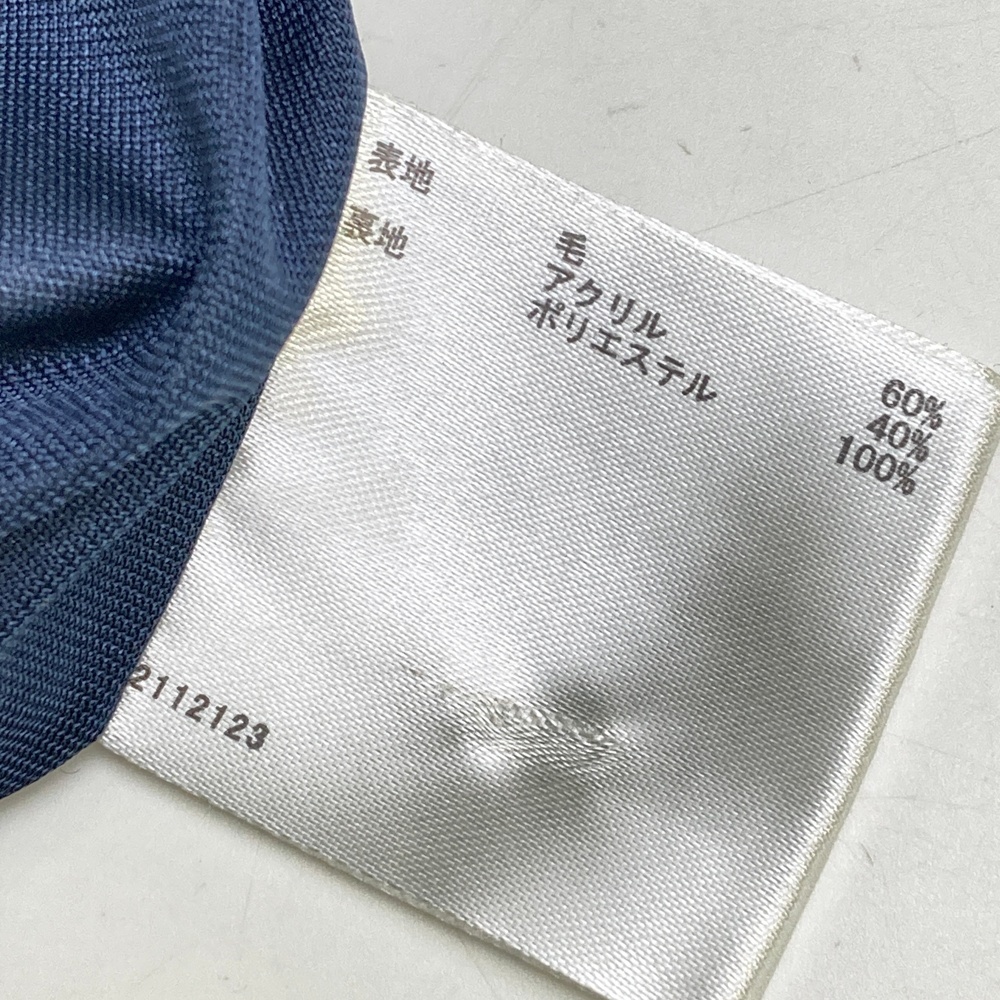 表地 毛 60%
アクリル 40%
裏地 ポリエステル 100%
2112123